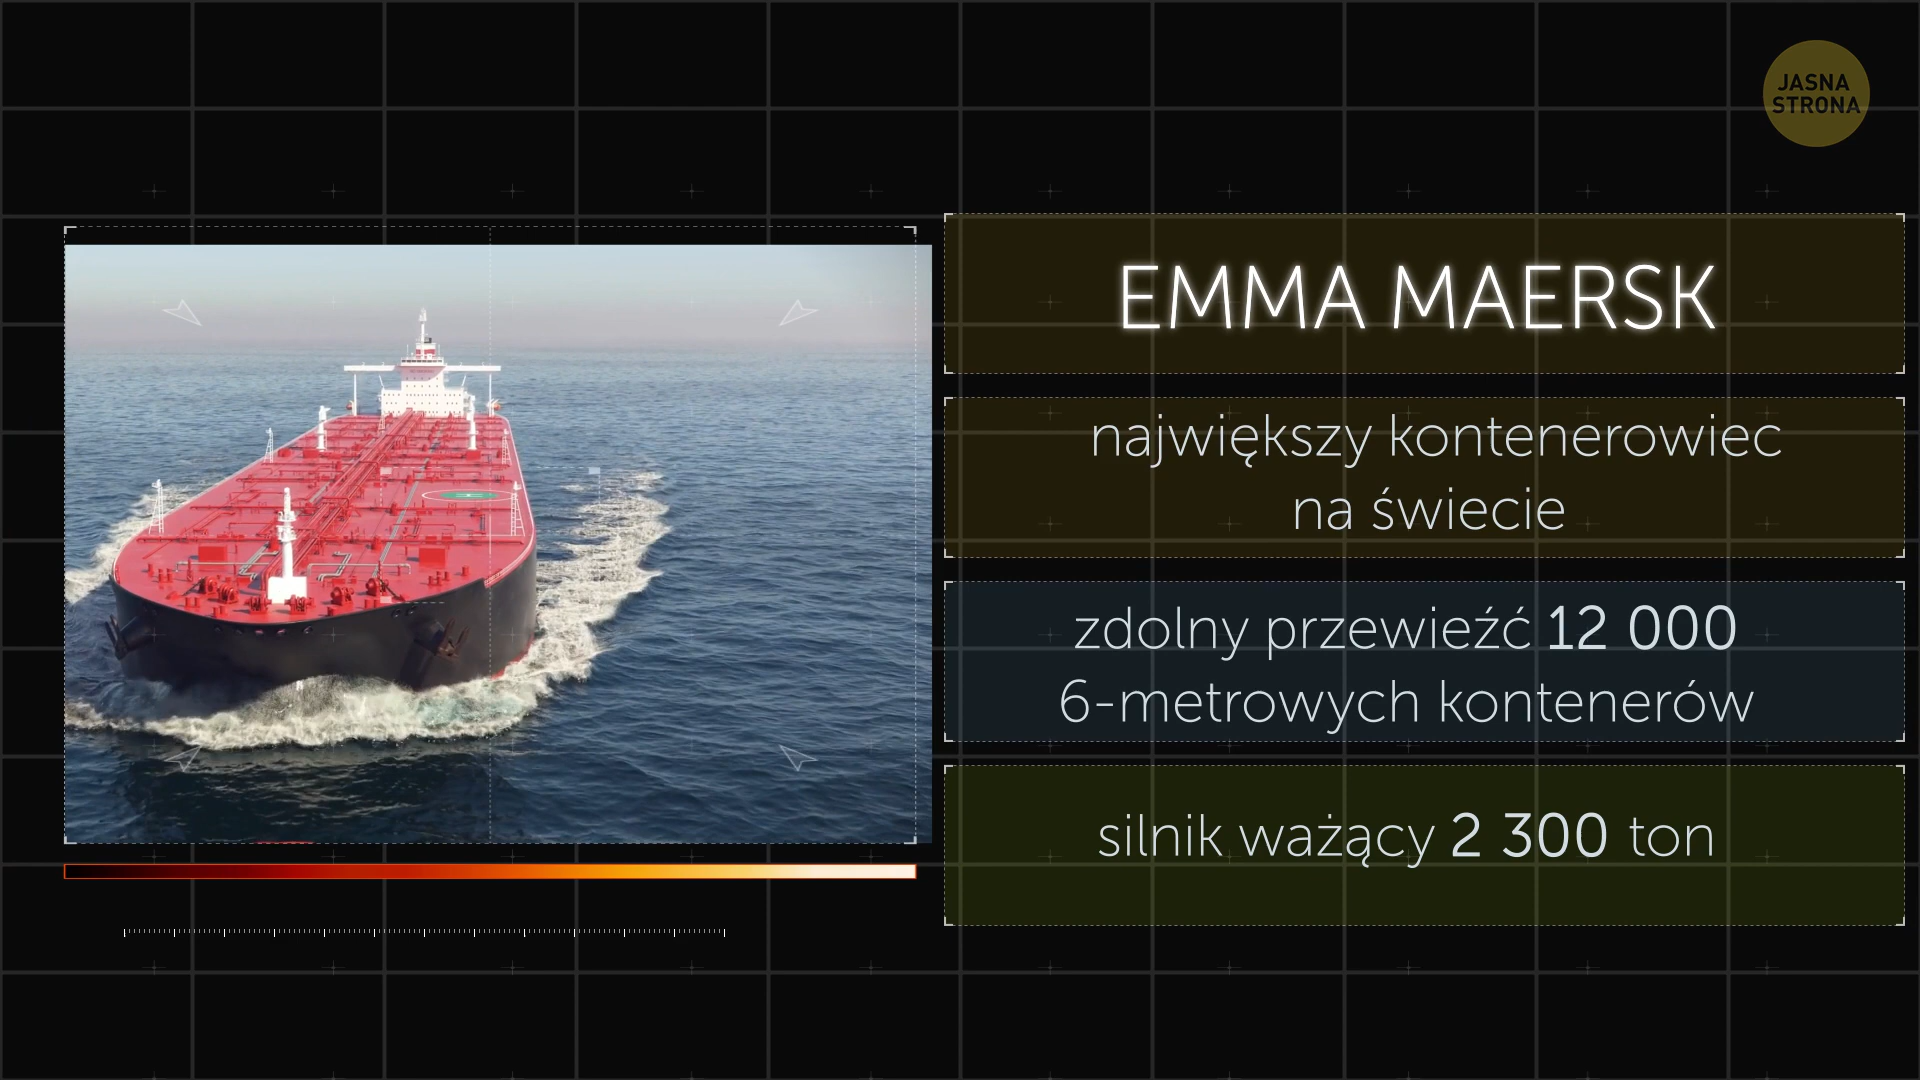 JASNA
STRONA
EMMA MAERSK
największy kontenerowiec
na świecie
zdolny przewieźć 12 000
6-metrowych kontenerów
silnik ważący 2 300 ton